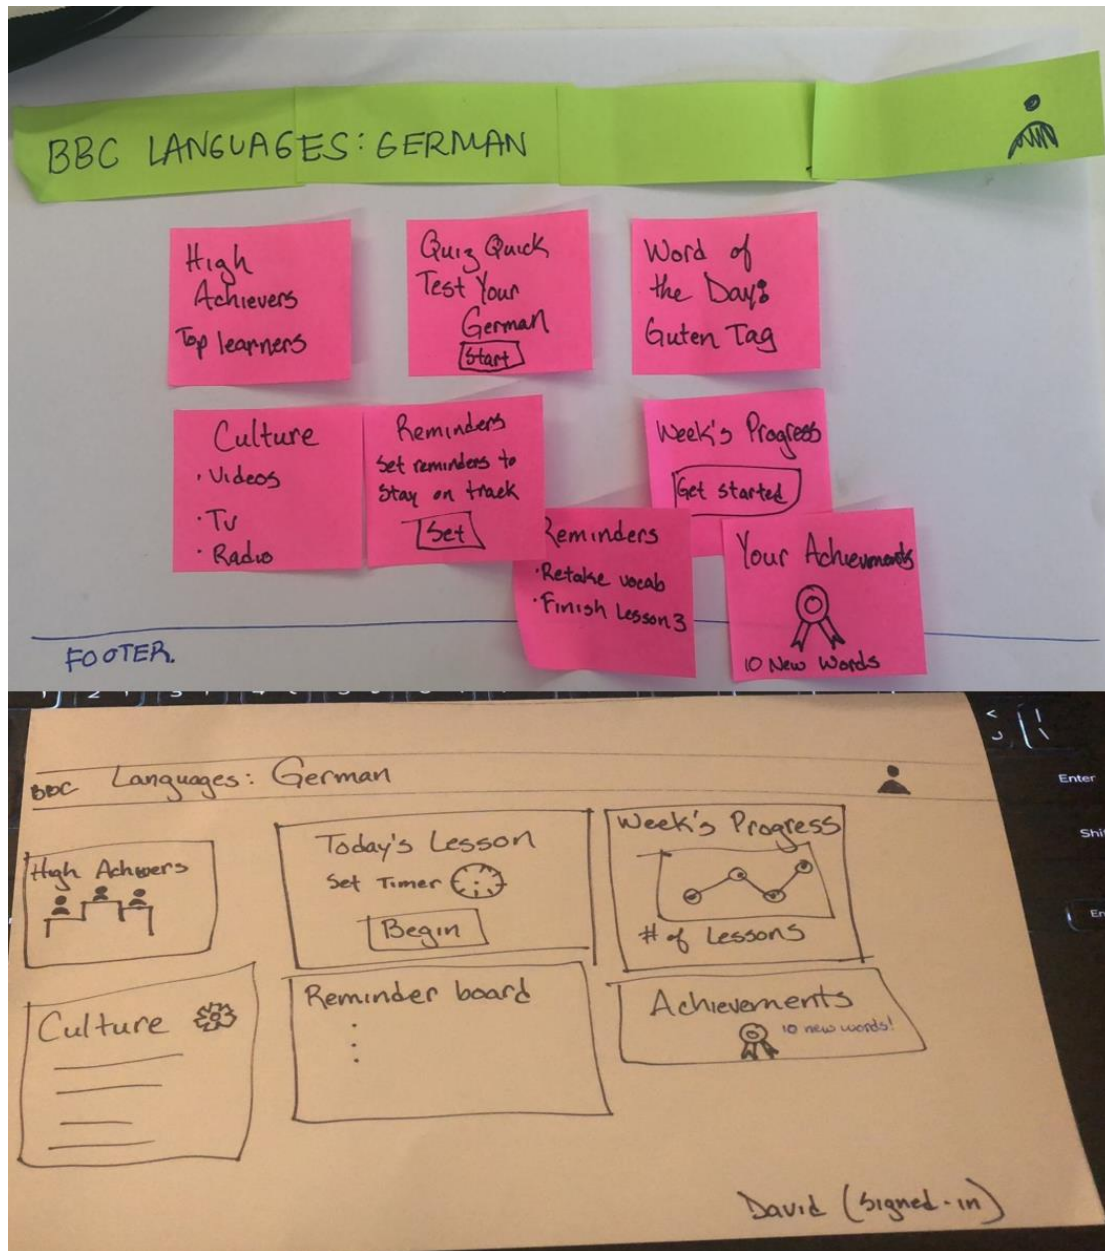 BBC LANGUAGES: GERMAN
High
Achievers
Top learners
Quiz Quick
Test Your
German
Start
Word of
the Day:
Guten Tag
Culture
· Videos
· Tv
· Radio
Reminders
Set reminders to
Stay on track
Set
Week's Progress
Get started
Reminders
· Retake vocab
· Finish Lesson 3
Your Achievments
10 New Words
FOOTER.
BBC Languages: German
High Achievers
Today's Lesson
Set Timer
Begin
Week's Progress
# of Lessons
Culture
Reminder board
Achievements
10 new words!
David (signed-in)
Enter